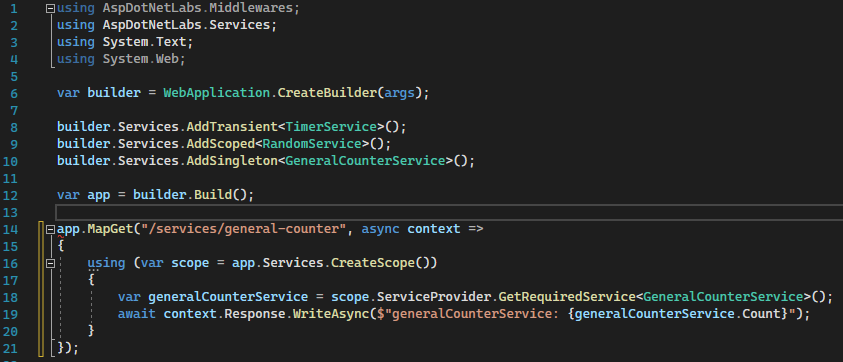 1 using AspDotNetLabs.Middlewares;
2 using AspDotNetLabs.Services;
3 using System.Text;
4 using System.Web;
5
6 var builder = WebApplication.CreateBuilder(args);
7
8 builder.Services.AddTransient<TimerService>();
9 builder.Services.AddScoped<RandomService>();
10 builder.Services.AddSingleton<GeneralCounterService>();
11
12 var app = builder.Build();
13
14 app.MapGet("/services/general-counter", async context =>
15 {
16     using (var scope = app.Services.CreateScope())
17     {
18         var generalCounterService = scope.ServiceProvider.GetRequiredService<GeneralCounterService>();
19         await context.Response.WriteAsync($"generalCounterService: {generalCounterService.Count}");
20     }
21 });